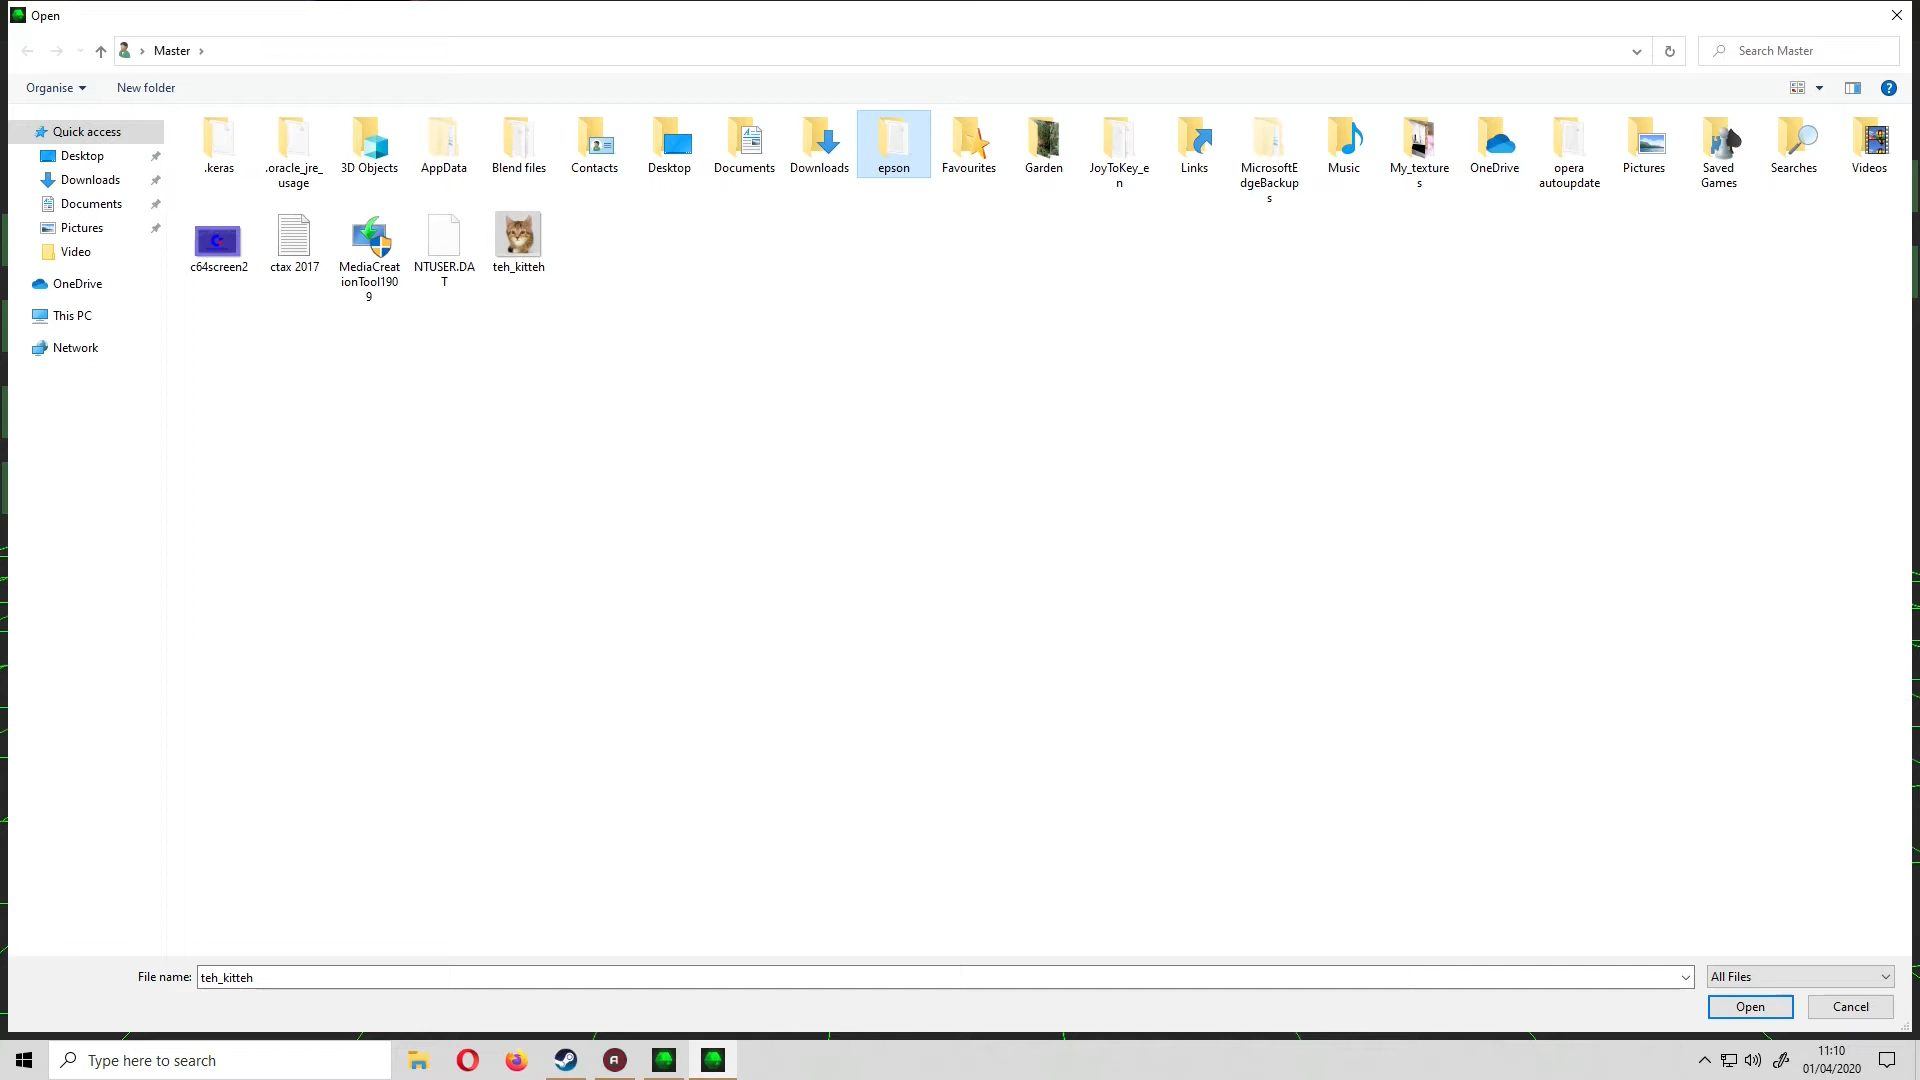 Open
Master
Search Master
Organise
New folder
Quick access
Desktop
Downloads
Documents
Pictures
Video
OneDrive
This PC
Network
.keras
.oracle_jre_
usage
3D Objects
AppData
Blend files
Contacts
Desktop
Documents
Downloads
epson
Favourites
Garden
JoyToKey_e
n
Links
MicrosoftE
dgeBackup
s
Music
My_texture
s
OneDrive
opera
autoupdate
Pictures
Saved
Games
Searches
Videos
c64screen2
ctax 2017
MediaCreat
ionTool190
9
NTUSER.DA
T
teh_kitteh
File name:
teh_kitteh
All Files
Open
Cancel
Type here to search
11:10
01/04/2020